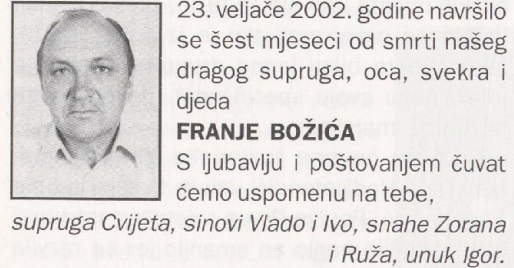 23. veljače 2002. godine navršilo
se šest mjeseci od smrti našeg
dragog supruga, oca, svekra i
djeda
FRANJE BOŽIĆA
S ljubavlju i poštovanjem čuvat
ćemo uspomenu na tebe,
supruga Cvijeta, sinovi Vlado i Ivo, snahe Zorana
i Ruža, unuk Igor.